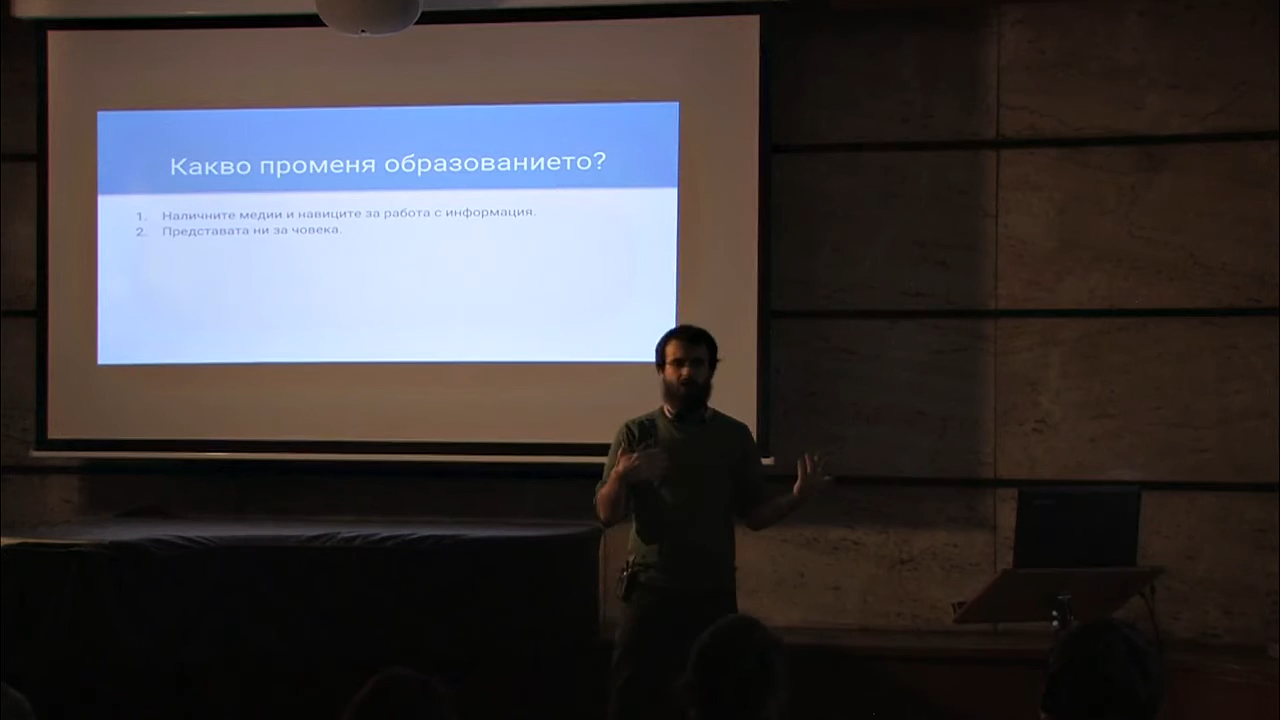 Какво променя образованието?
1. Наличните медии и навиците за работа с информация.
2. Представата ни за човека.